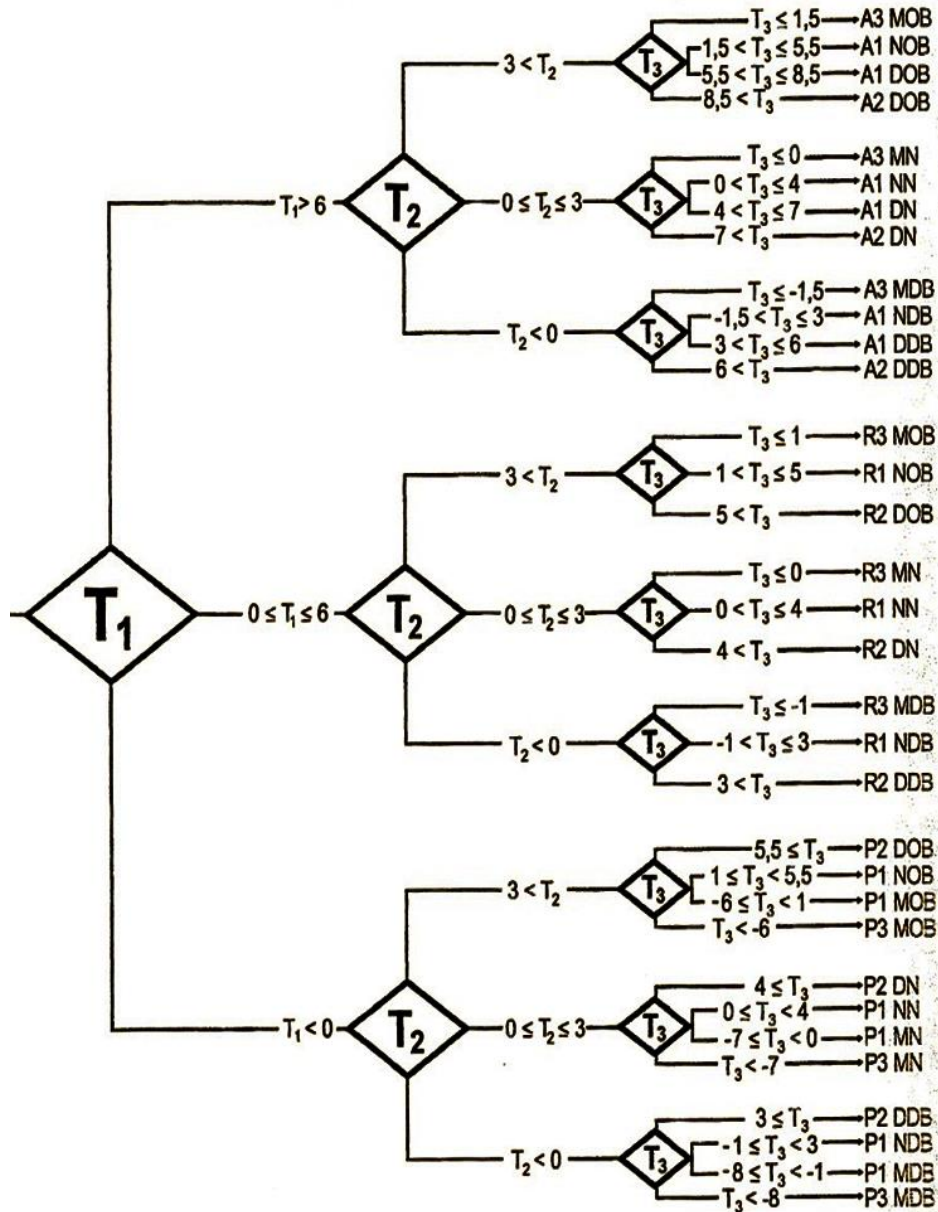 T₃ ≤ 1,5 A3 MOB
3 < T₂ T₃ 1,5 < T₃ ≤ 5,5 A1 NOB
5,5 < T₃ ≤ 8,5 A1 DOB
8,5 < T₃ A2 DOB
T₃ ≤ 0 A3 MN
T₁ > 6 T₂ 0 ≤ T₂ ≤ 3 T₃ 0 < T₃ ≤ 4 A1 NN
4 < T₃ ≤ 7 A1 DN
7 < T₃ A2 DN
T₃ ≤ -1,5 A3 MDB
T₂ < 0 T₃ -1,5 < T₃ ≤ 3 A1 NDB
3 < T₃ ≤ 6 A1 DDB
6 < T₃ A2 DDB
T₃ ≤ 1 R3 MOB
3 < T₂ T₃ 1 < T₃ ≤ 5 R1 NOB
5 < T₃ R2 DOB
T₃ ≤ 0 R3 MN
T₁ 0 ≤ T₁ ≤ 6 T₂ 0 ≤ T₂ ≤ 3 T₃ 0 < T₃ ≤ 4 R1 NN
4 < T₃ R2 DN
T₃ ≤ -1 R3 MDB
T₂ < 0 T₃ -1 < T₃ ≤ 3 R1 NDB
3 < T₃ R2 DDB
5,5 ≤ T₃ P2 DOB
3 < T₂ T₃ 1 ≤ T₃ < 5,5 P1 NOB
-6 ≤ T₃ < 1 P1 MOB
T₃ < -6 P3 MOB
4 ≤ T₃ P2 DN
T₁ < 0 T₂ 0 ≤ T₂ ≤ 3 T₃ 0 ≤ T₃ < 4 P1 NN
-7 ≤ T₃ < 0 P1 MN
T₃ < -7 P3 MN
3 ≤ T₃ P2 DDB
T₂ < 0 T₃ -1 ≤ T₃ < 3 P1 NDB
-8 ≤ T₃ < -1 P1 MDB
T₃ < -8 P3 MDB